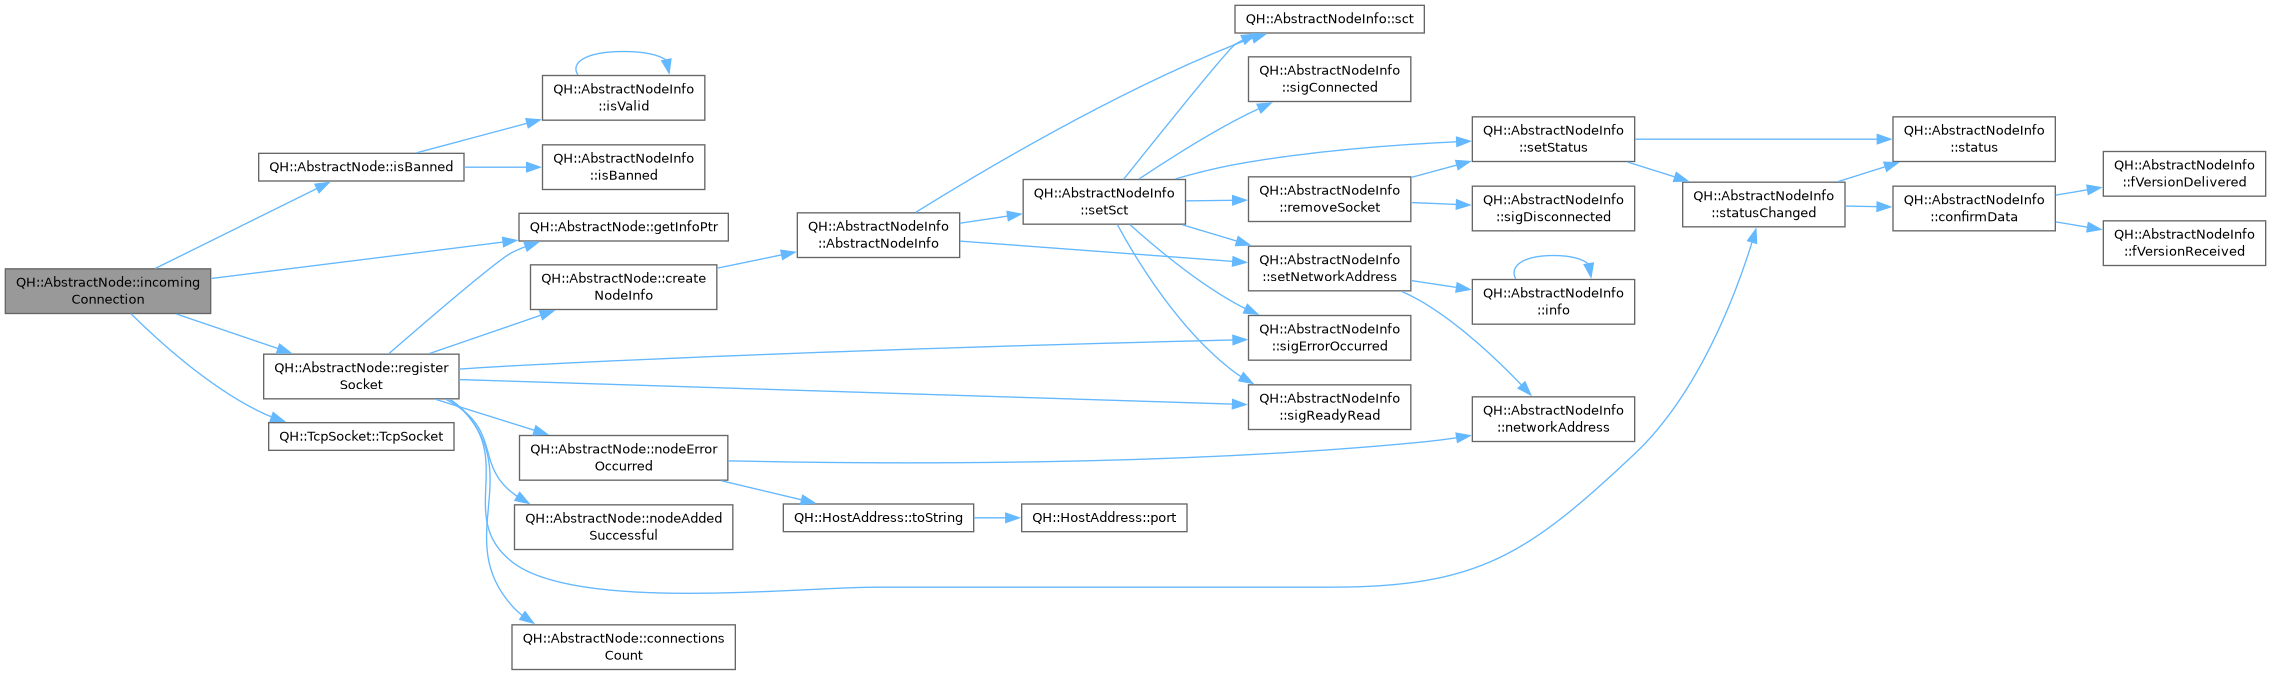 QH::AbstractNodeInfo::sct
QH::AbstractNodeInfo
::sigConnected
QH::AbstractNodeInfo
::isValid
QH::AbstractNode::isBanned
QH::AbstractNodeInfo
::isBanned
QH::AbstractNodeInfo
::setStatus
QH::AbstractNodeInfo
::status
QH::AbstractNodeInfo
::fVersionDelivered
QH::AbstractNodeInfo
::setSct
QH::AbstractNodeInfo
::removeSocket
QH::AbstractNodeInfo
::sigDisconnected
QH::AbstractNodeInfo
::statusChanged
QH::AbstractNodeInfo
::confirmData
QH::AbstractNodeInfo
::fVersionReceived
QH::AbstractNode::getInfoPtr
QH::AbstractNodeInfo
::AbstractNodeInfo
QH::AbstractNodeInfo
::setNetworkAddress
QH::AbstractNode::incoming
Connection
QH::AbstractNode::create
NodeInfo
QH::AbstractNodeInfo
::info
QH::AbstractNodeInfo
::sigErrorOccurred
QH::AbstractNode::register
Socket
QH::AbstractNodeInfo
::sigReadyRead
QH::AbstractNodeInfo
::networkAddress
QH::TcpSocket::TcpSocket
QH::AbstractNode::nodeError
Occurred
QH::AbstractNode::nodeAdded
Successful
QH::HostAddress::toString
QH::HostAddress::port
QH::AbstractNode::connections
Count